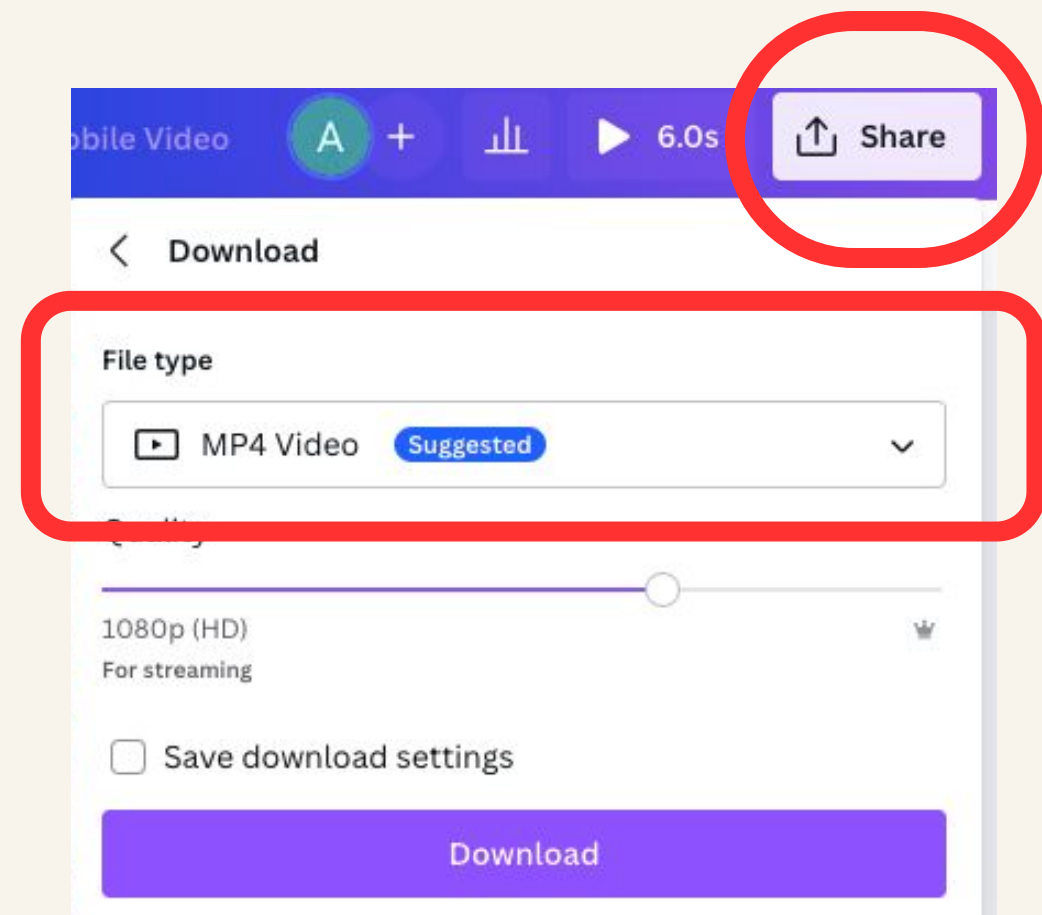 obile Video A + 6.0s Share
Download
File type
MP4 Video Suggested
Quality
1080p (HD)
For streaming
Save download settings
Download